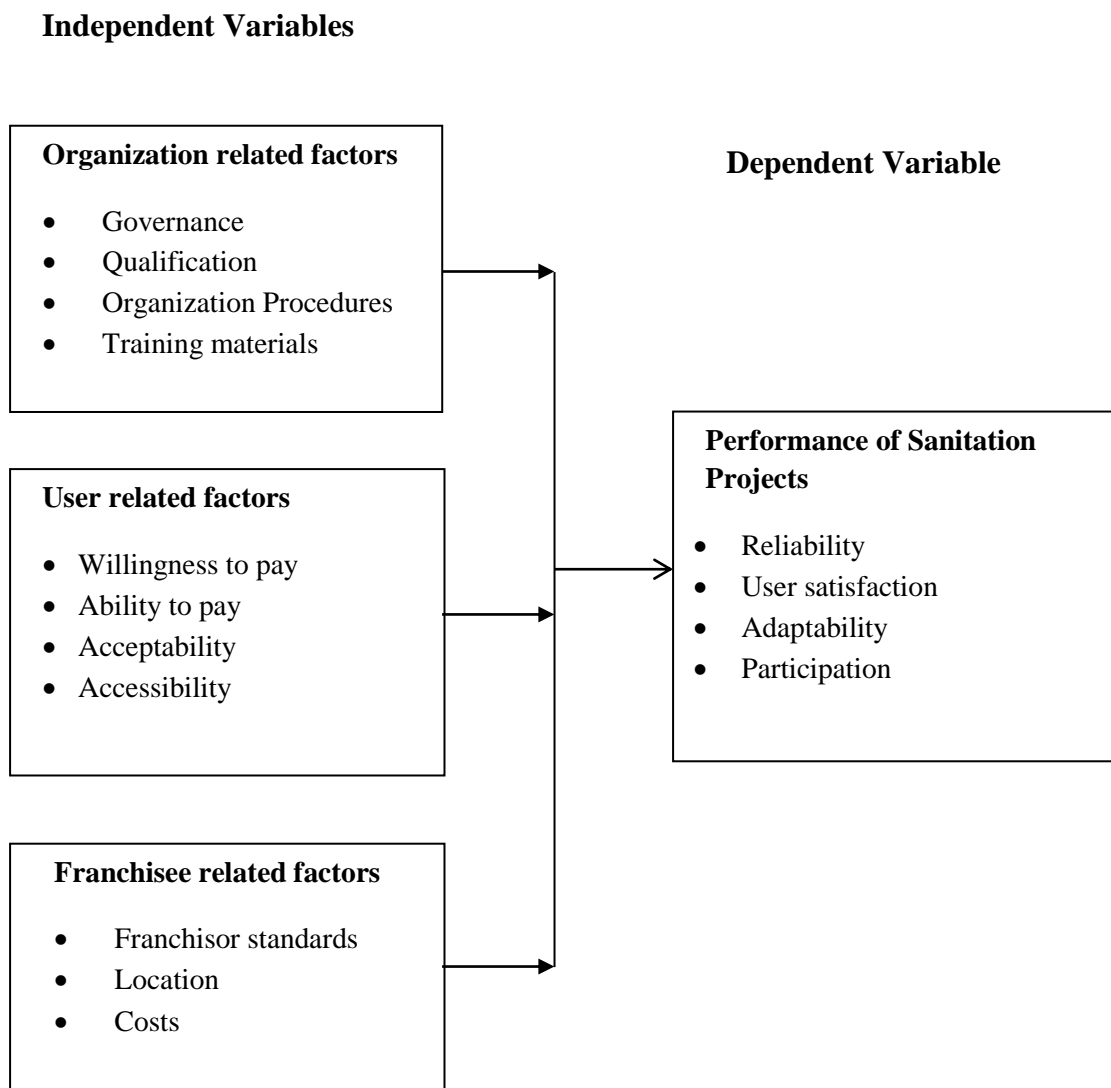 Independent Variables
Organization related factors
• Governance
• Qualification
• Organization Procedures
• Training materials
User related factors
• Willingness to pay
• Ability to pay
• Acceptability
• Accessibility
Franchisee related factors
• Franchisor standards
• Location
• Costs
Dependent Variable
Performance of Sanitation
Projects
• Reliability
• User satisfaction
• Adaptability
• Participation